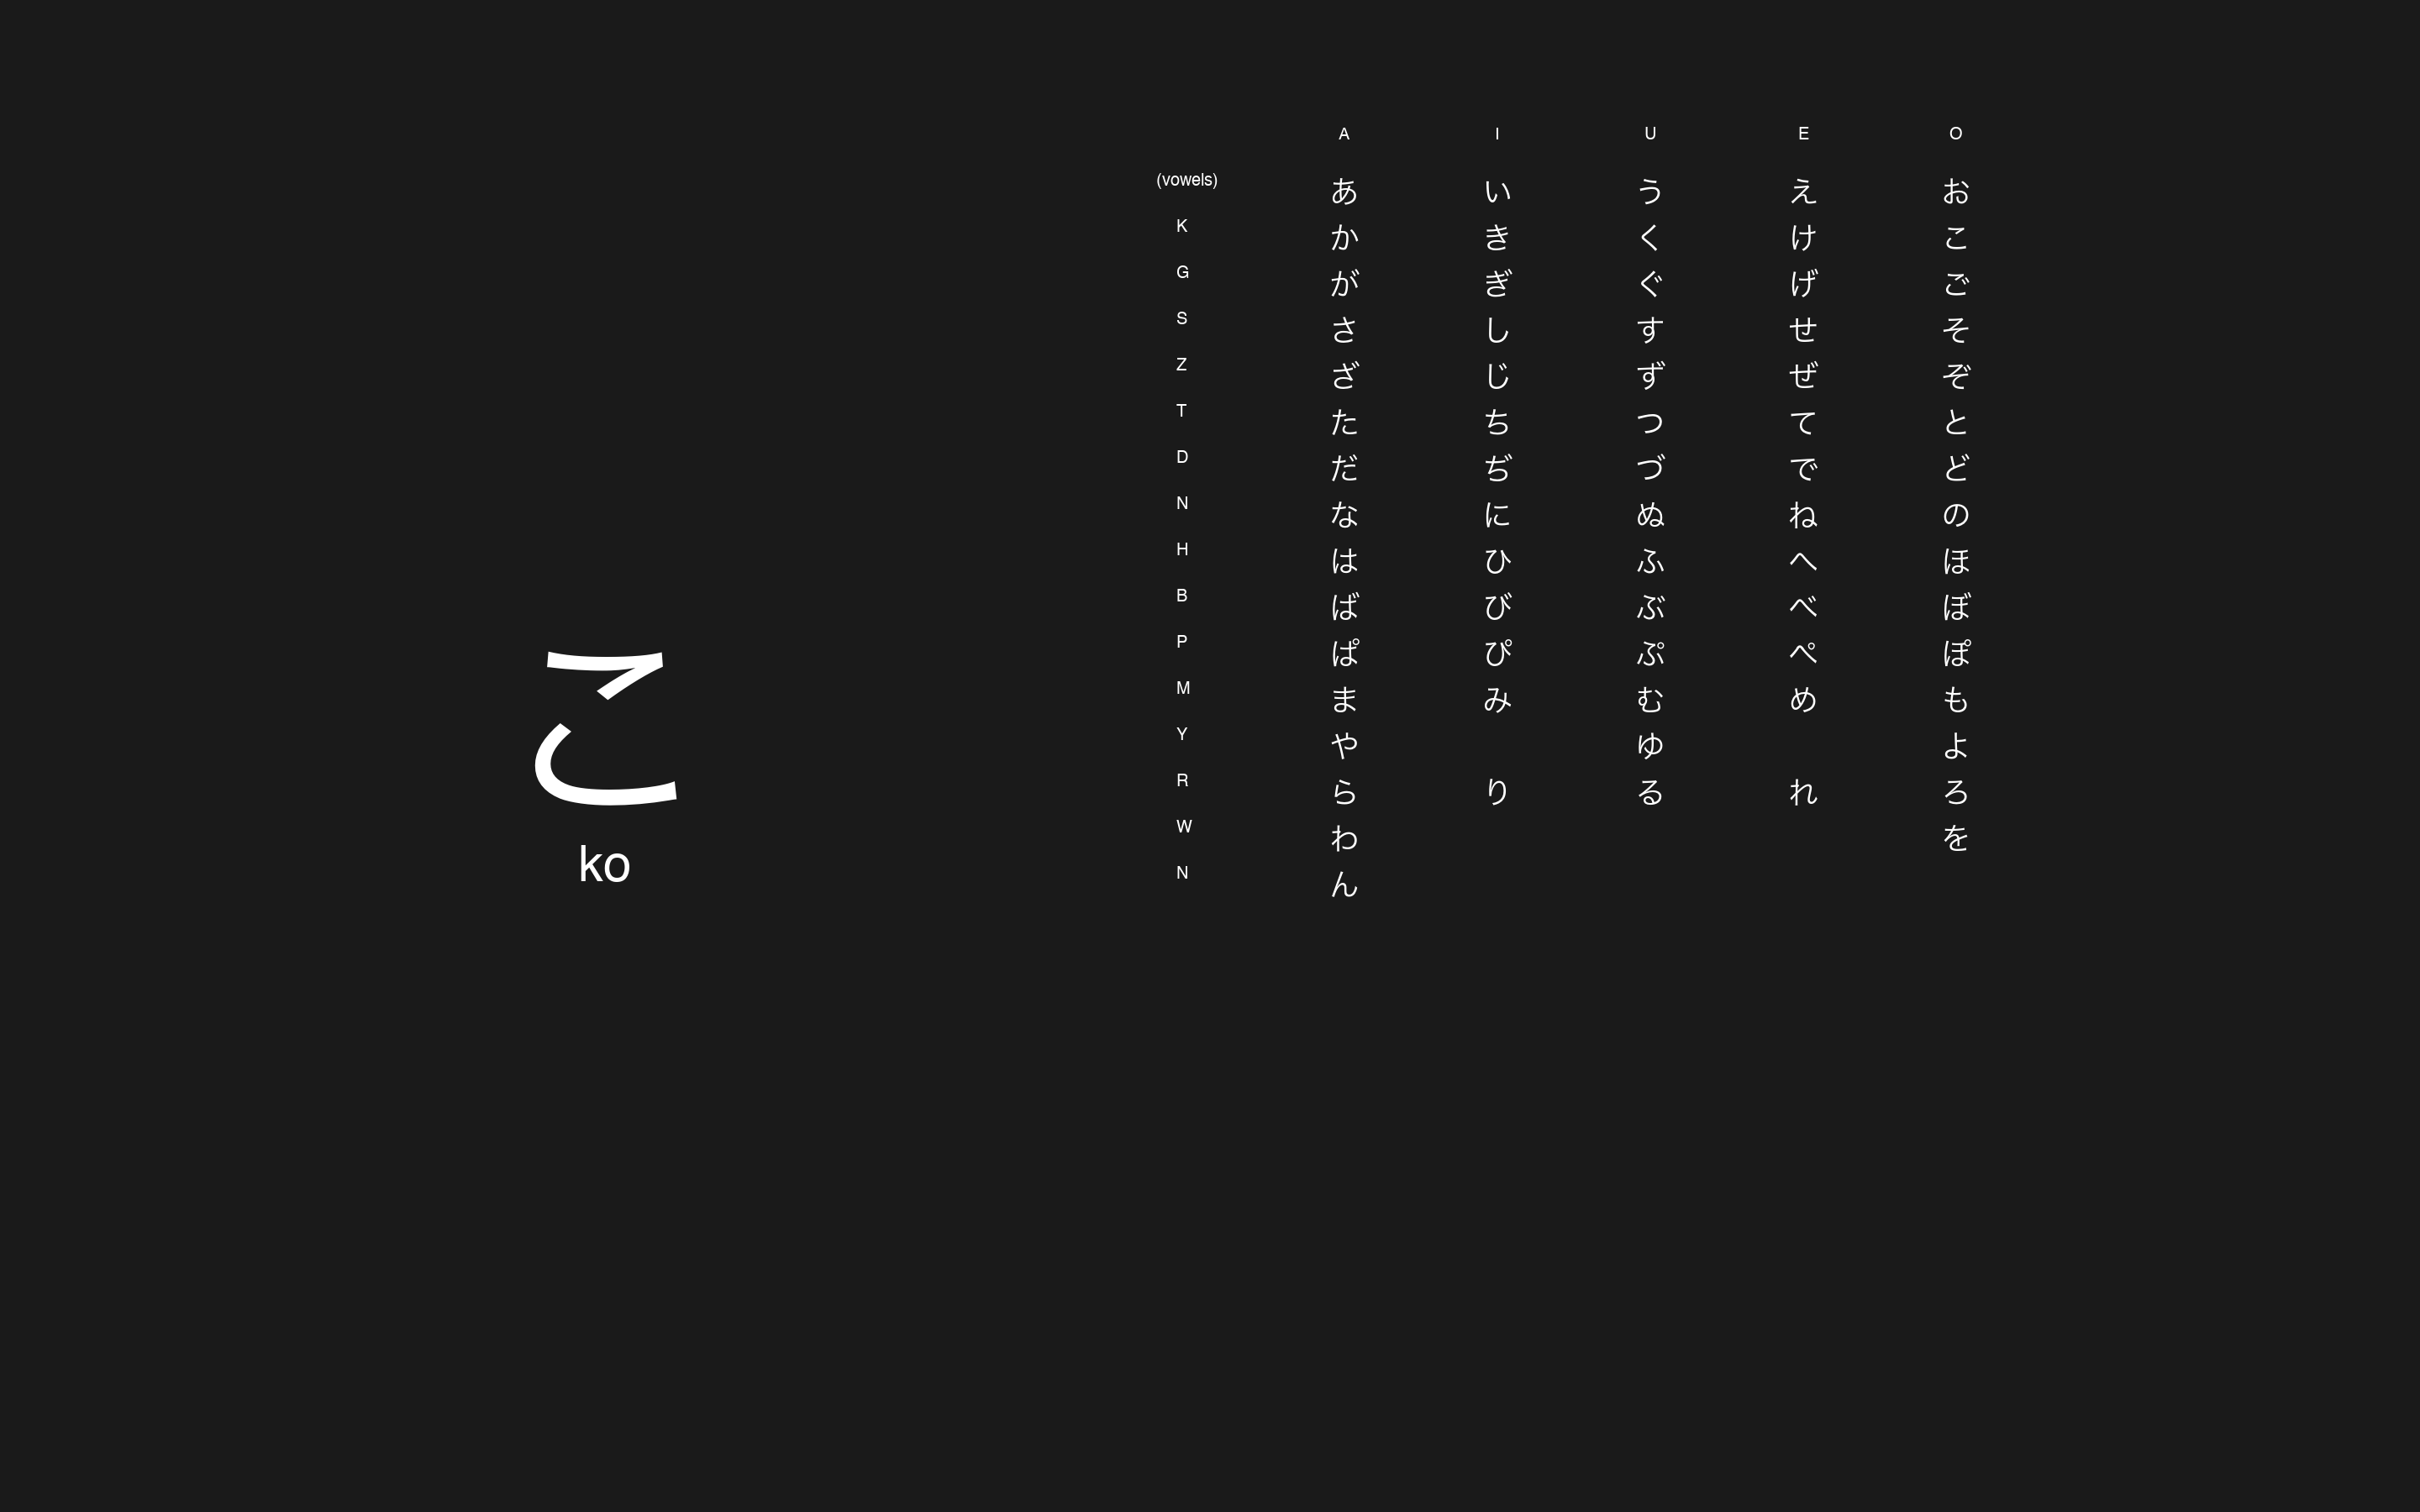 こ
ko
A I U E O
(vowels) あ い う え お
K か き く け こ
G が ぎ ぐ げ ご
S さ し す せ そ
Z ざ じ ず ぜ ぞ
T た ち つ て と
D だ ぢ づ で ど
N な に ぬ ね の
H は ひ ふ へ ほ
B ば び ぶ べ ぼ
P ぱ ぴ ぷ ぺ ぽ
M ま み む め も
Y や ゆ よ
R ら り る れ ろ
W わ を
N ん